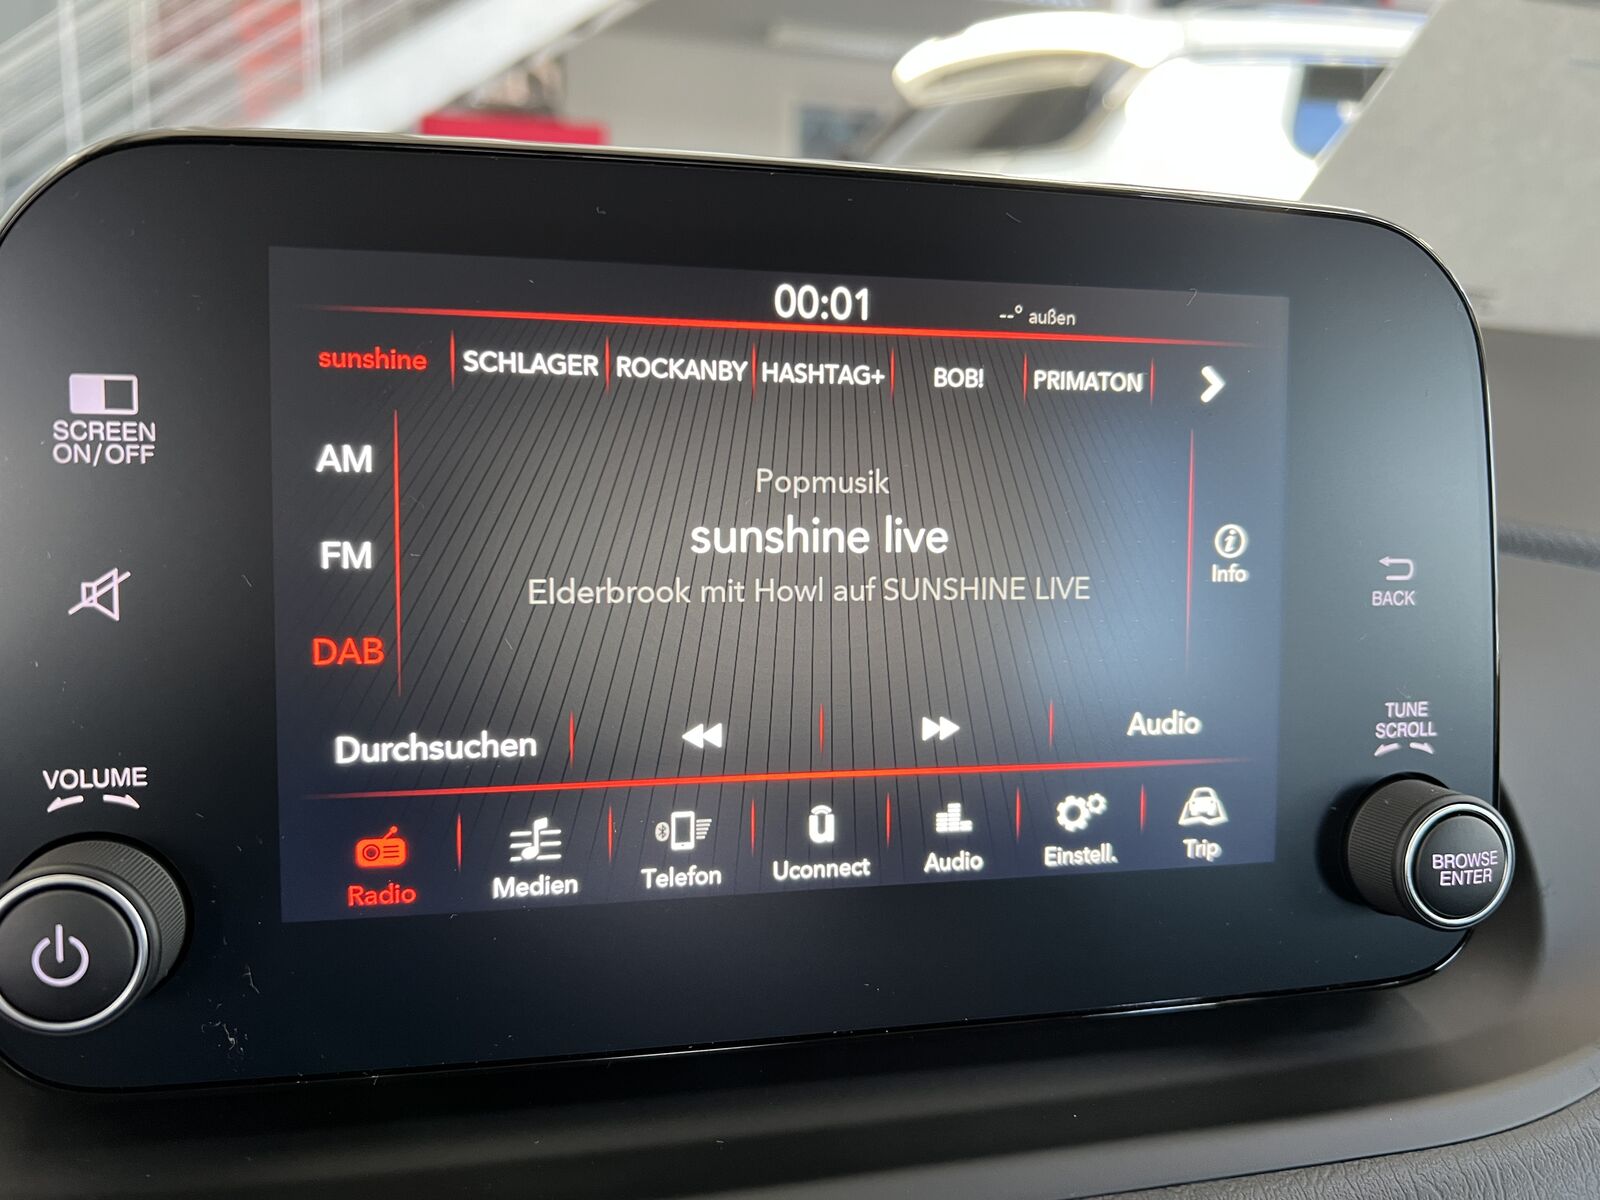 00:01
--° außen
sunshine
SCHLAGER
ROCKANBY
HASHTAG+
BOB!
PRIMATON
AM
FM
DAB
Popmusik
sunshine live
Elderbrook mit Howl auf SUNSHINE LIVE
Info
Durchsuchen
Audio
Radio
Medien
Telefon
Uconnect
Audio
Einstell.
Trip
SCREEN
ON/OFF
VOLUME
BACK
TUNE
SCROLL
BROWSE
ENTER